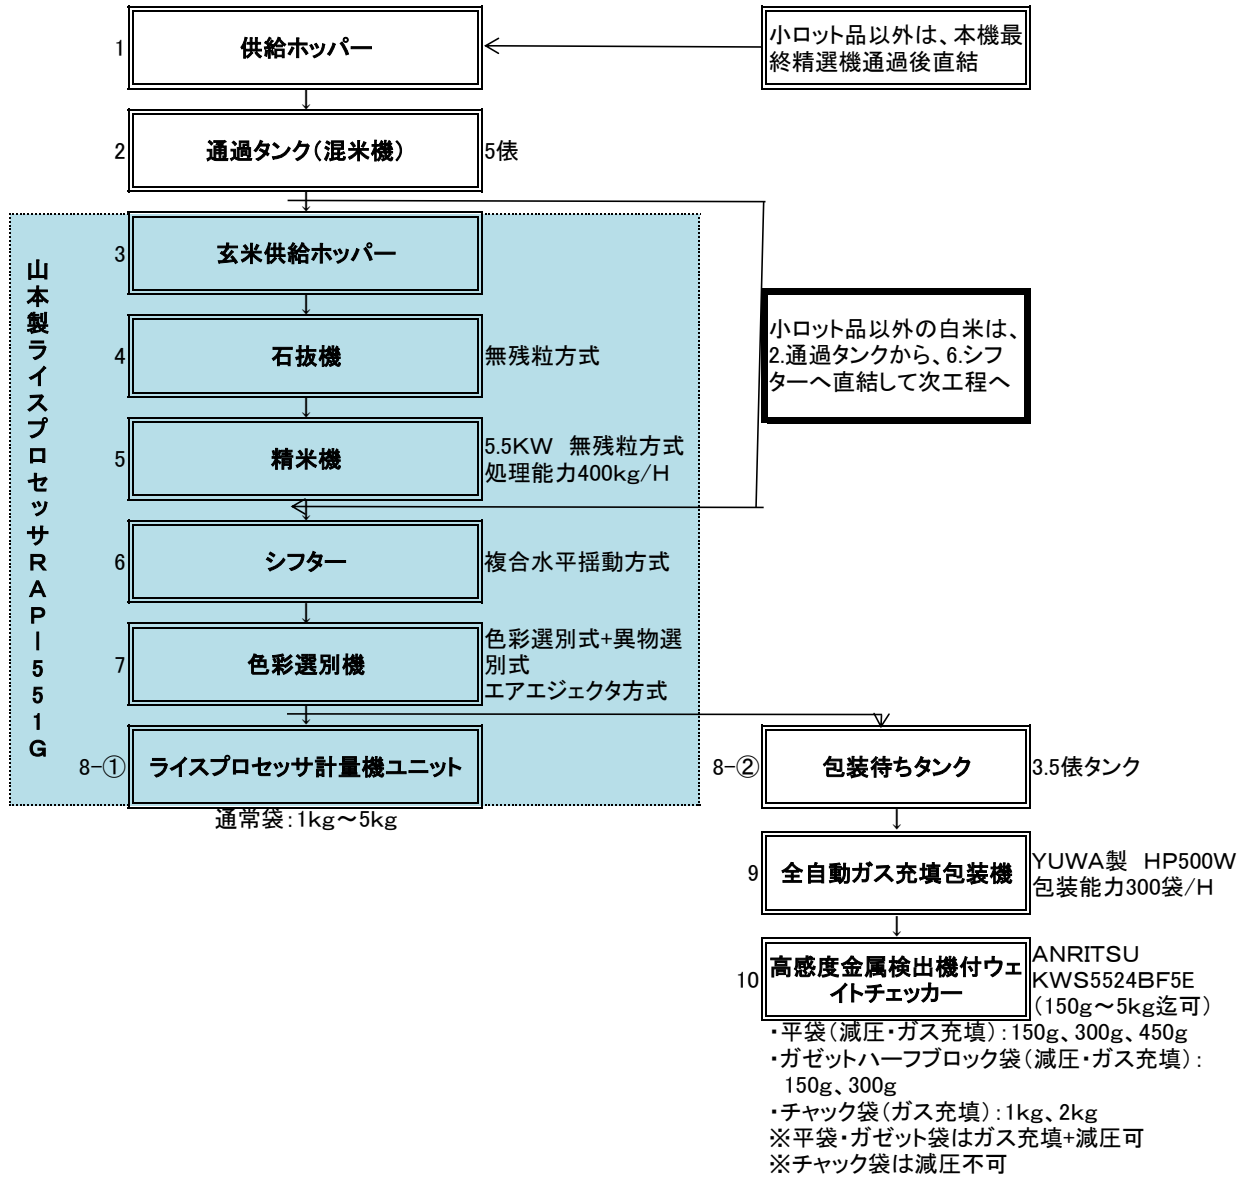 1
供給ホッパー
小ロット品以外は、本機最
終精選機通過後直結
2
通過タンク(混米機)
5俵
山本製ライスプロセッサRAPⅠ551G
3
玄米供給ホッパー
小ロット品以外の白米は、
2.通過タンクから、6.シフ
ターへ直結して次工程へ
4
石抜機
無残粒方式
5
精米機
5.5KW 無残粒方式
処理能力400kg/H
6
シフター
複合水平揺動方式
7
色彩選別機
色彩選別式+異物選
別式
エアエジェクタ方式
8-①
ライスプロセッサ計量機ユニット
通常袋:1kg~5kg
8-②
包装待ちタンク
3.5俵タンク
9
全自動ガス充填包装機
YUWA製 HP500W
包装能力300袋/H
10
高感度金属検出機付ウェ
イトチェッカー
ANRITSU
KWS5524BF5E
(150g~5kg迄可)
・平袋(減圧・ガス充填):150g、300g、450g
・ガゼットハーフブロック袋(減圧・ガス充填):
150g、300g
・チャック袋(ガス充填):1kg、2kg
※平袋・ガゼット袋はガス充填+減圧可
※チャック袋は減圧不可